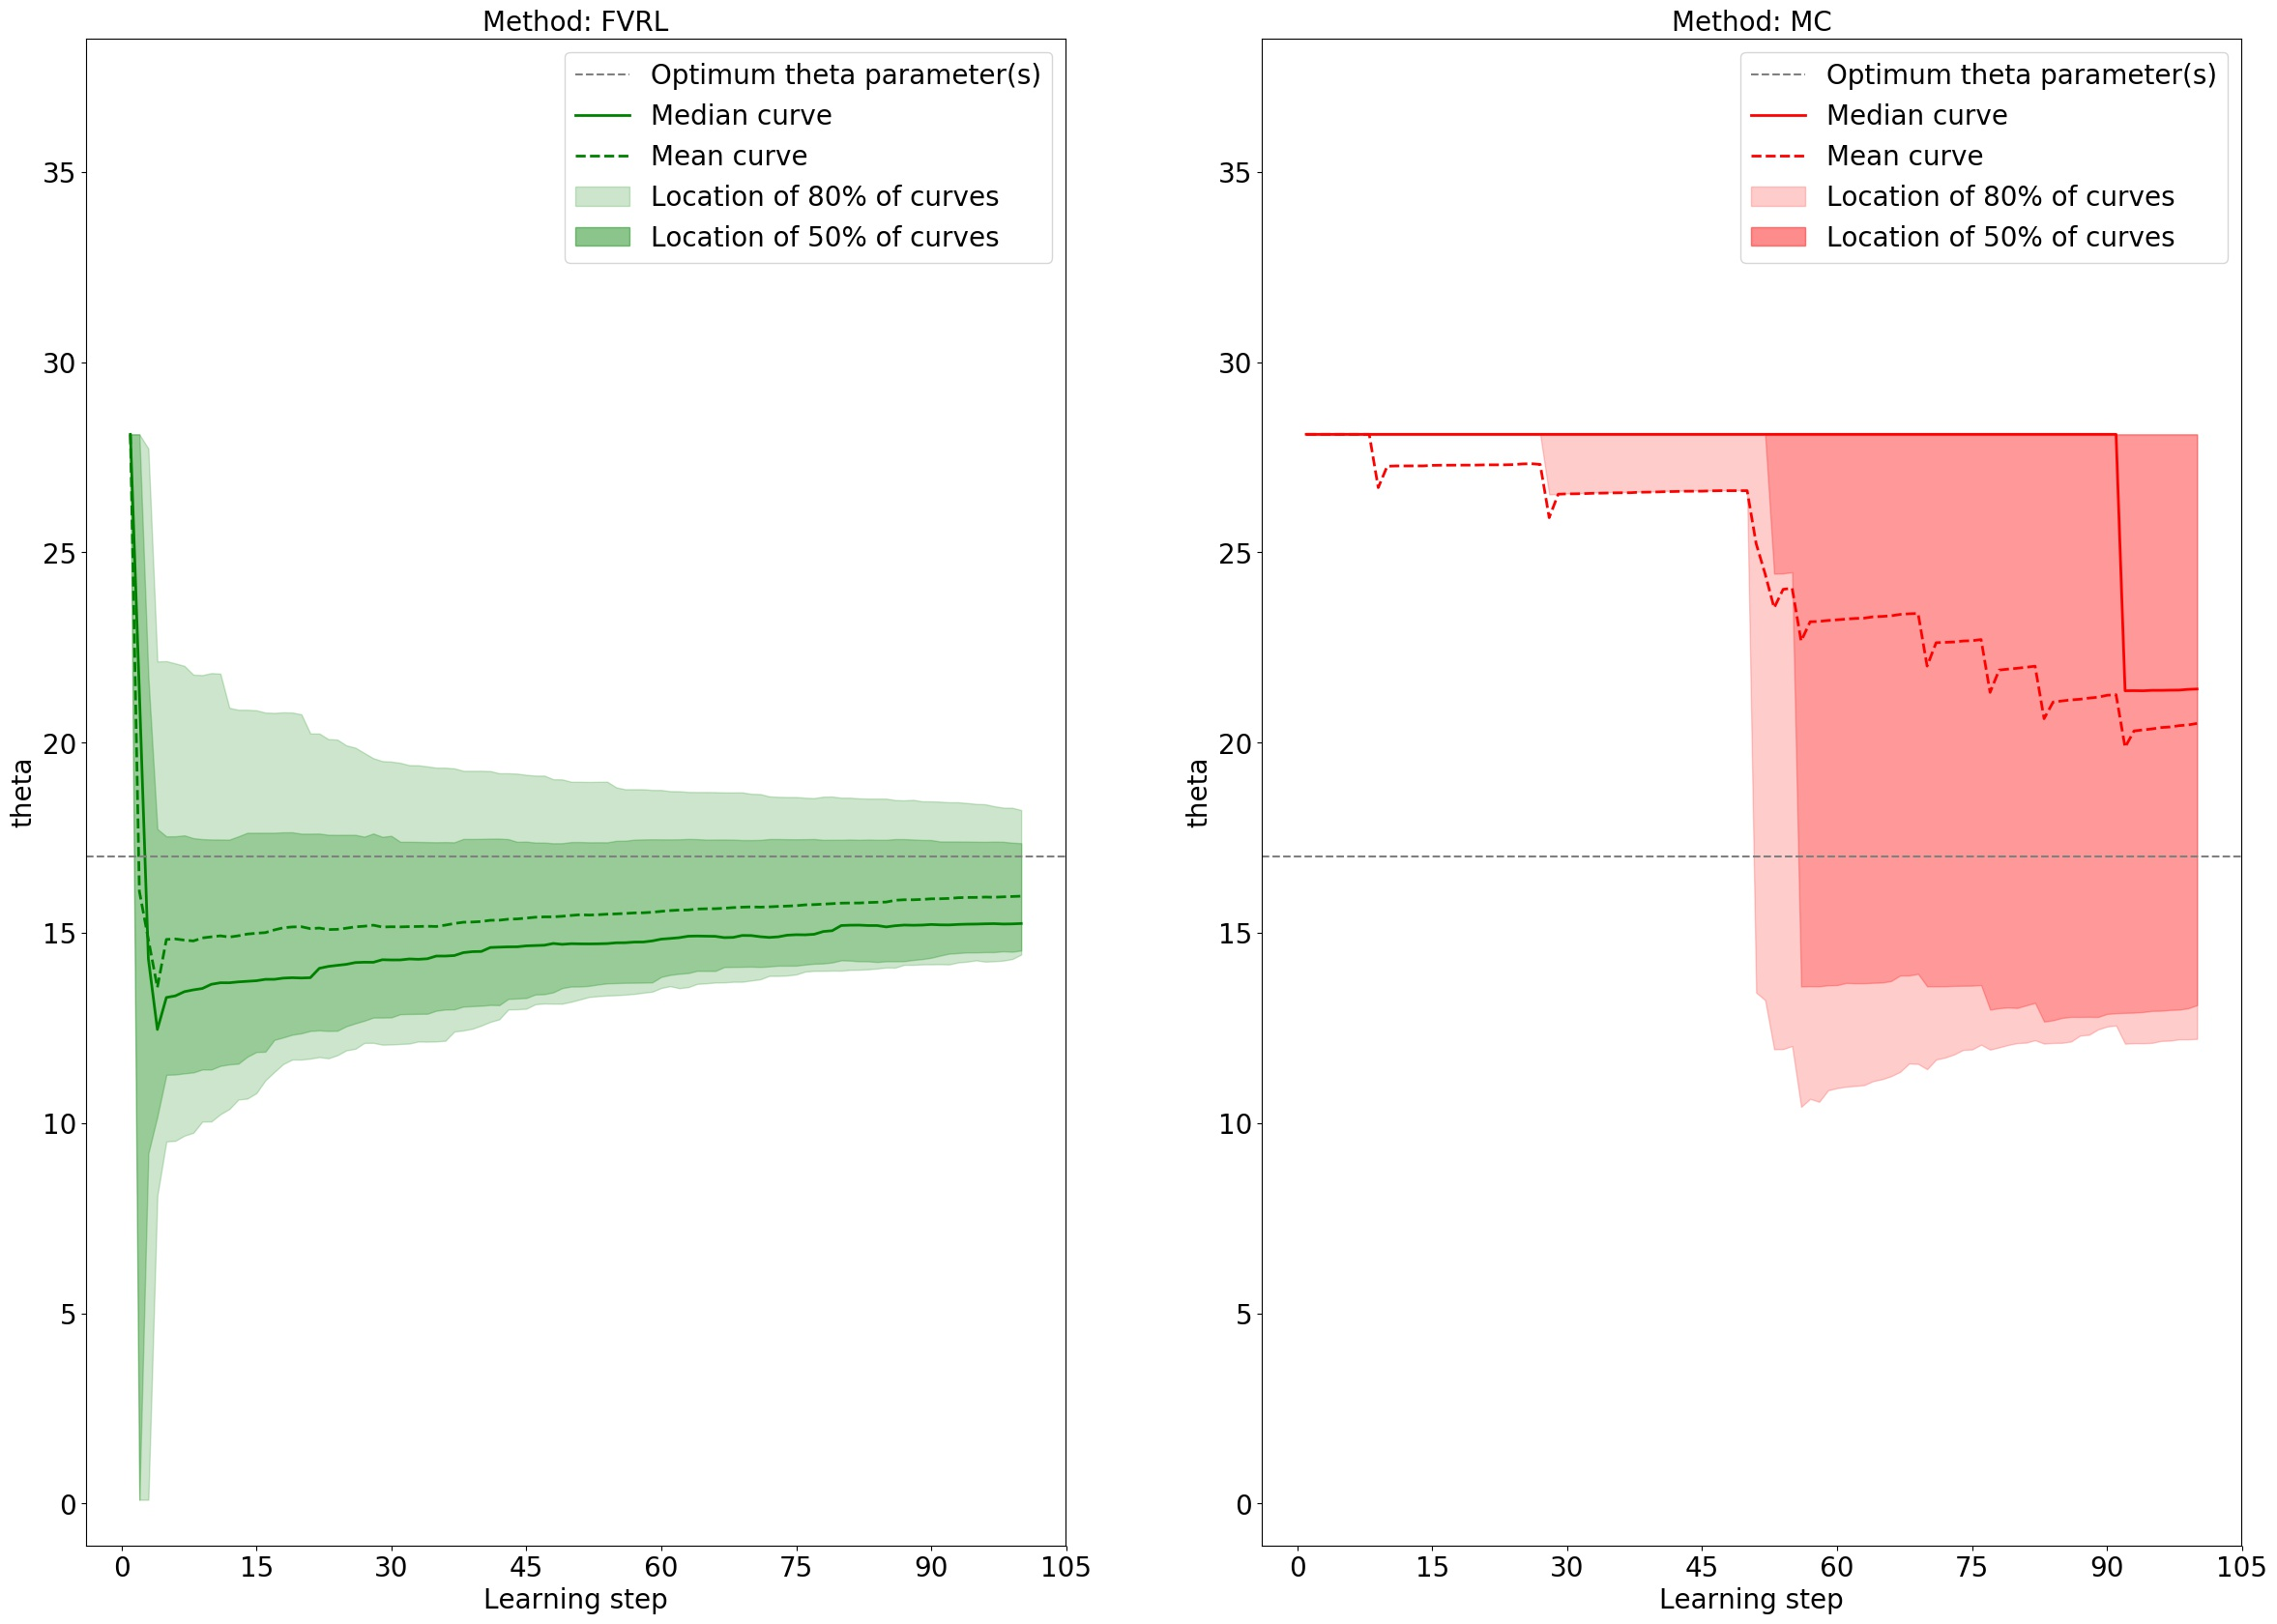 Method: FVRL
Optimum theta parameter(s)
Median curve
Mean curve
Location of 80% of curves
Location of 50% of curves
35
30
25
20
15
10
5
0
theta
0 15 30 45 60 75 90 105
Learning step
Method: MC
Optimum theta parameter(s)
Median curve
Mean curve
Location of 80% of curves
Location of 50% of curves
35
30
25
20
15
10
5
0
theta
0 15 30 45 60 75 90 105
Learning step